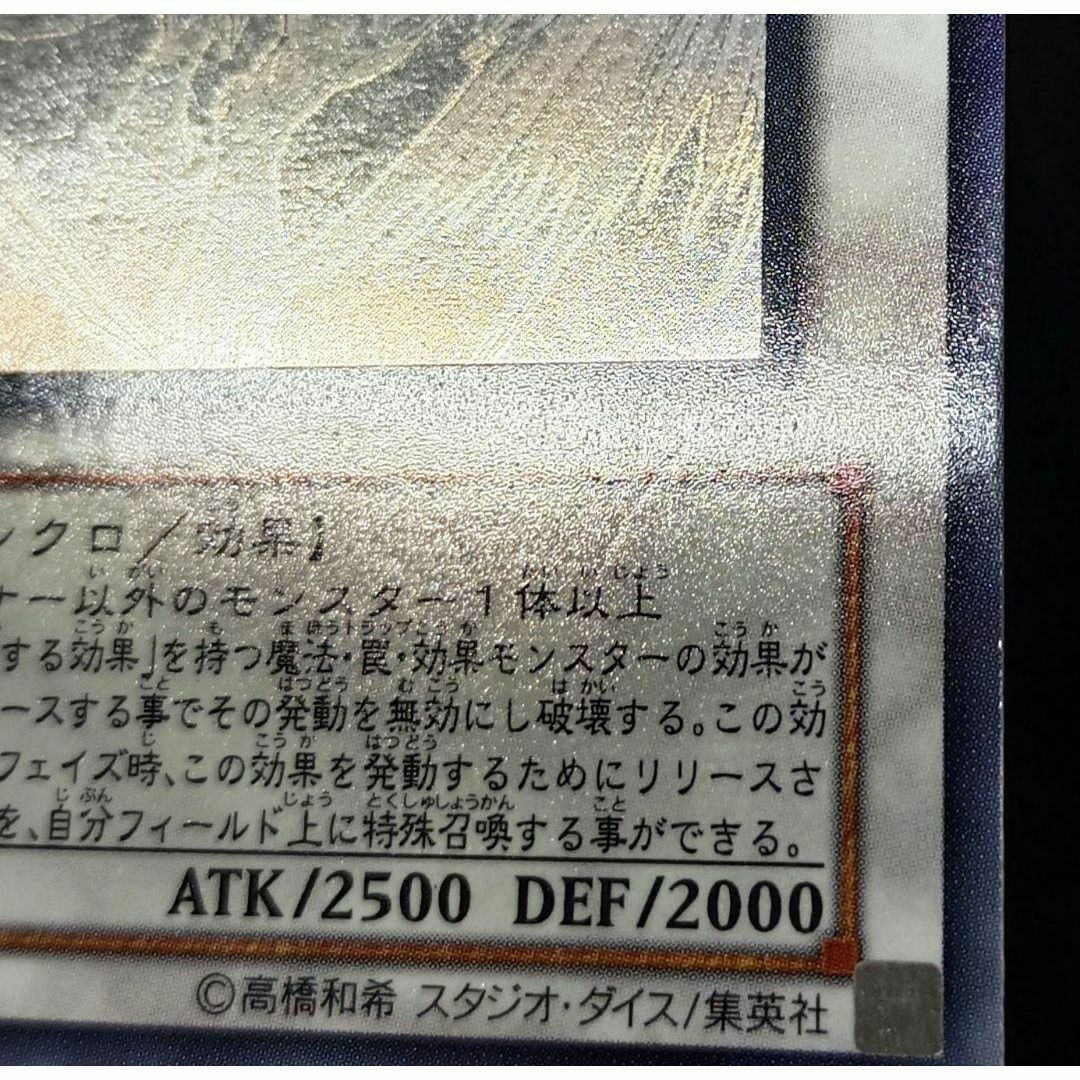 ンクロ/効果】
ナー以外のモンスター1体以上
する効果」を持つ魔法・罠・効果モンスターの効果が
ースする事でその発動を無効にし破壊する。この効
フェイズ時、この効果を発動するためにリリースさ
を、自分フィールド上に特殊召喚する事ができる。
ATK/2500 DEF/2000
©高橋和希 スタジオ・ダイス/集英社